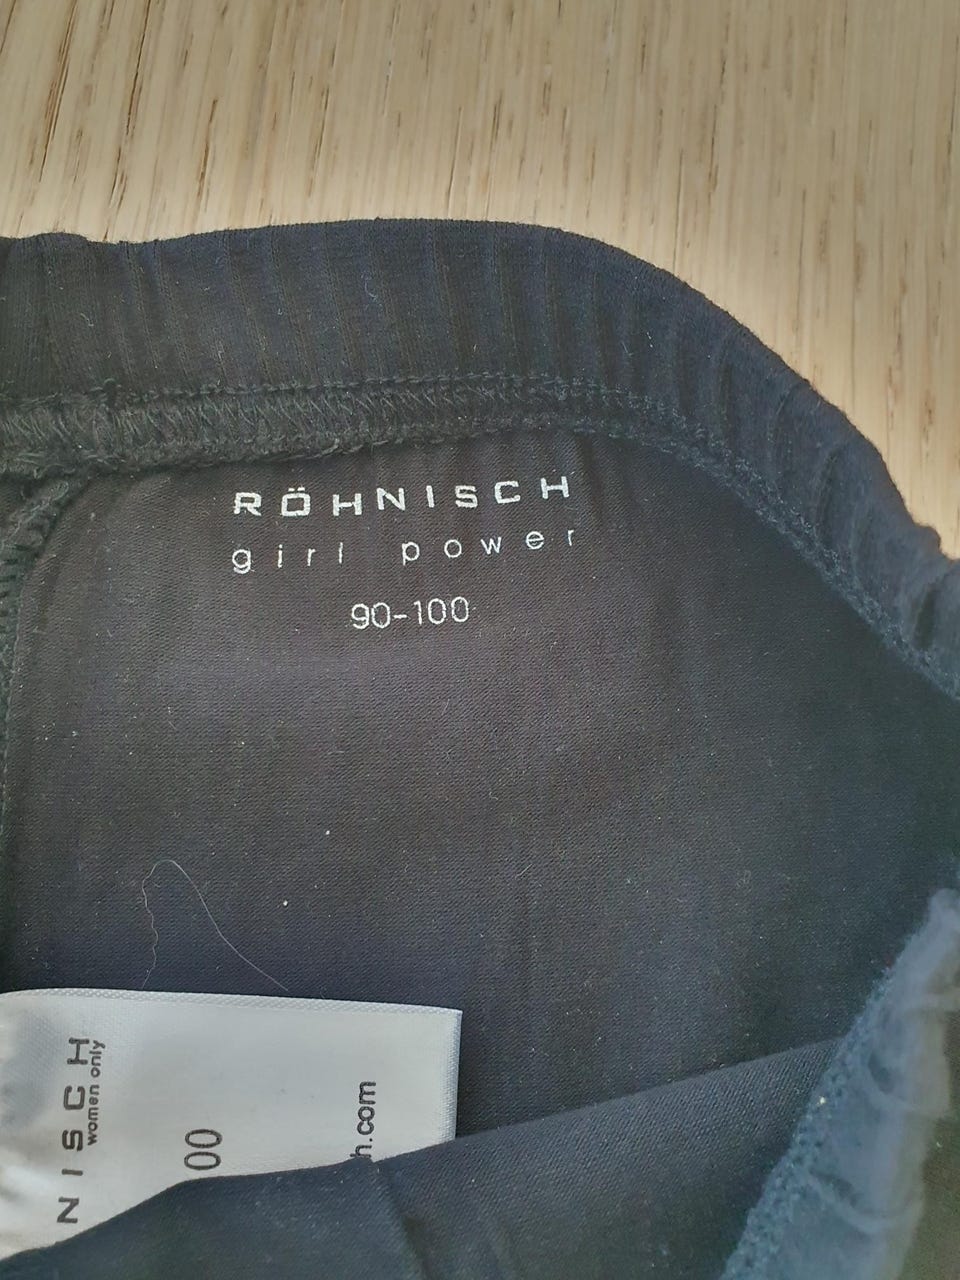 RÖHNISCH
girl power
90-100
NISCH
women only
00
h.com